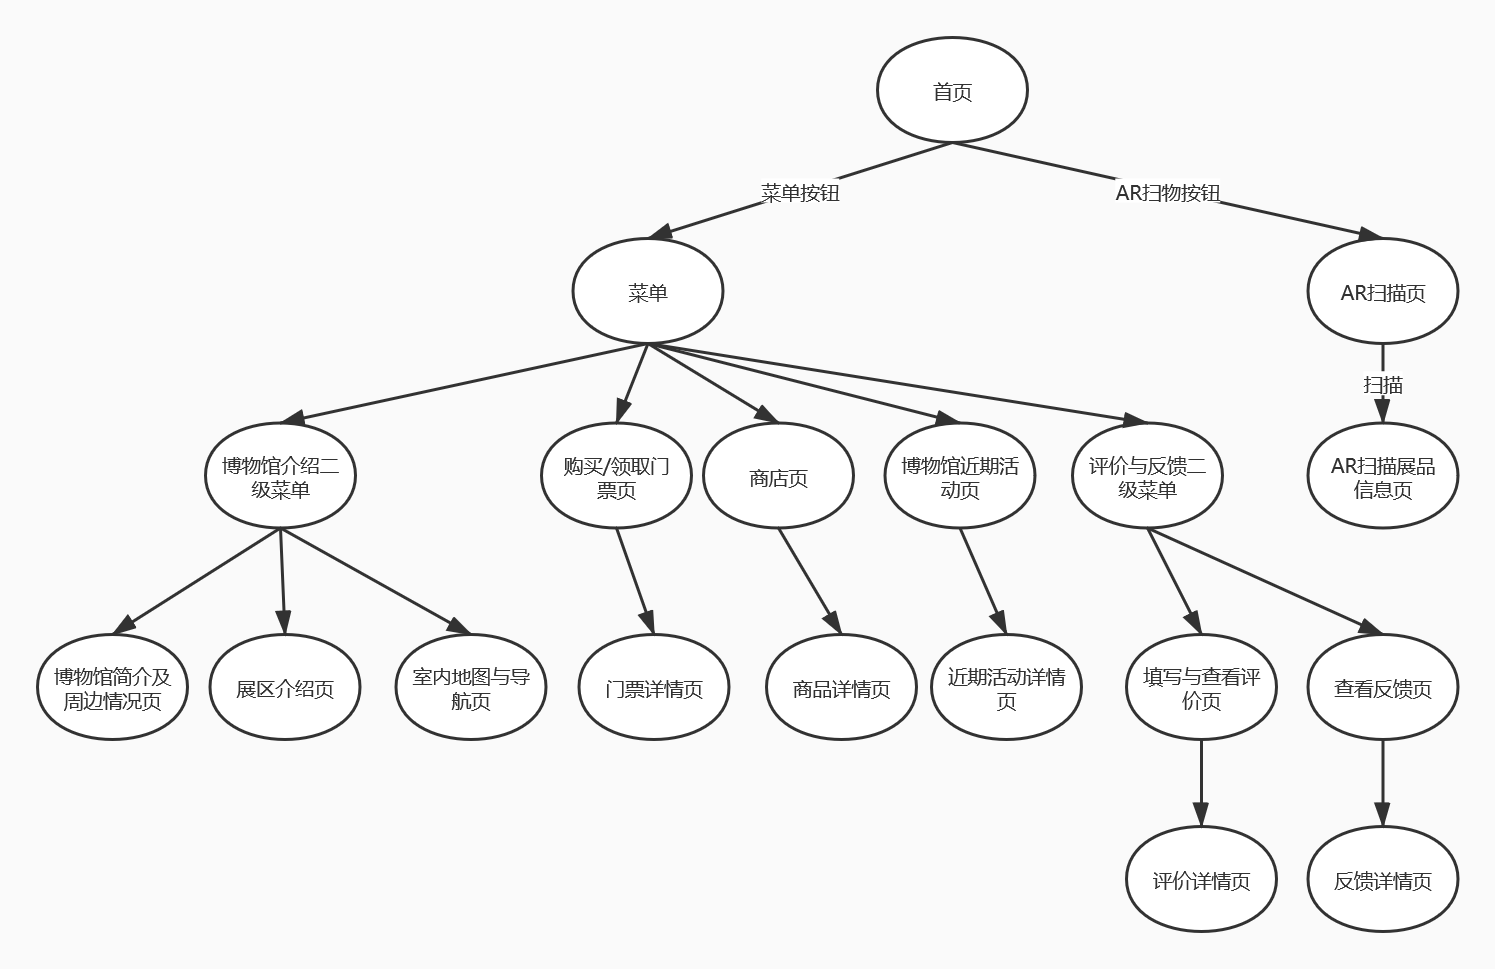 首页
菜单按钮
AR扫物按钮
菜单
AR扫描页
扫描
博物馆介绍二
级菜单
购买/领取门
票页
商店页
博物馆近期活
动页
评价与反馈二
级菜单
AR扫描展品
信息页
博物馆简介及
周边情况页
展区介绍页
室内地图与导
航页
门票详情页
商品详情页
近期活动详情
页
填写与查看评
价页
查看反馈页
评价详情页
反馈详情页